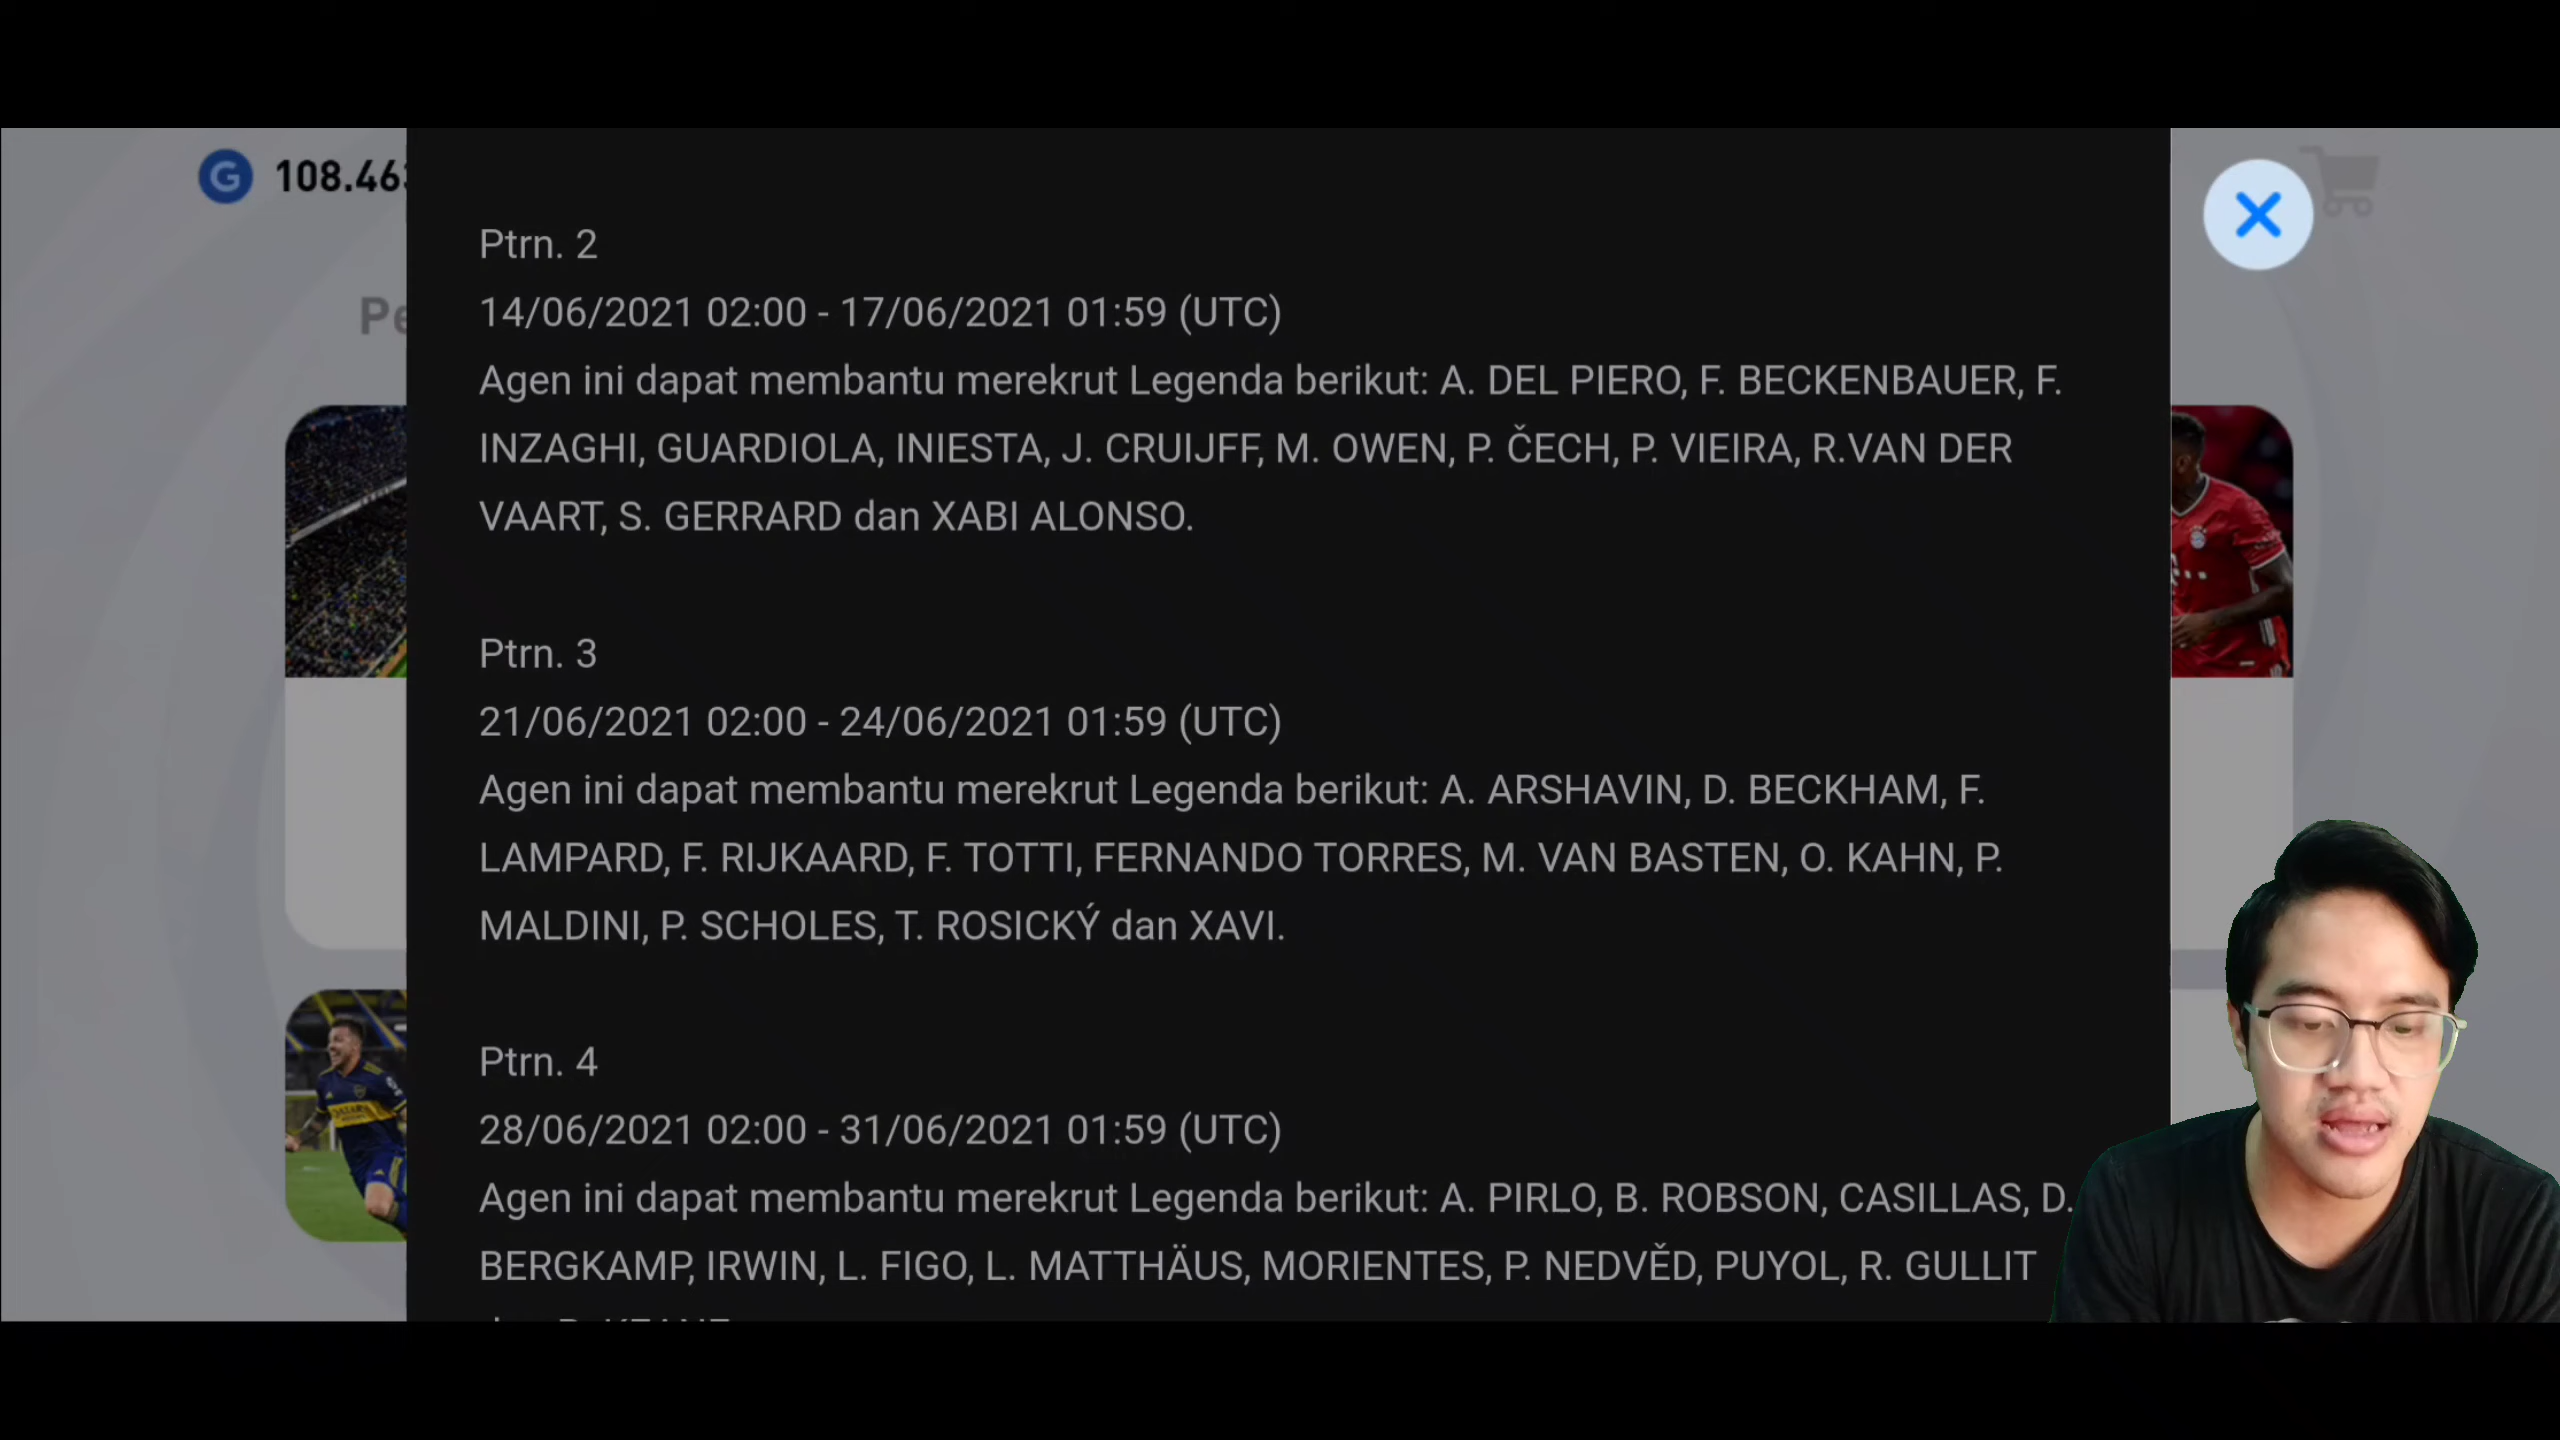 G 108.46
Pe
Ptrn. 2
14/06/2021 02:00 - 17/06/2021 01:59 (UTC)
Agen ini dapat membantu merekrut Legenda berikut: A. DEL PIERO, F. BECKENBAUER, F.
INZAGHI, GUARDIOLA, INIESTA, J. CRUIJFF, M. OWEN, P. ČECH, P. VIEIRA, R.VAN DER
VAART, S. GERRARD dan XABI ALONSO.
Ptrn. 3
21/06/2021 02:00 - 24/06/2021 01:59 (UTC)
Agen ini dapat membantu merekrut Legenda berikut: A. ARSHAVIN, D. BECKHAM, F.
LAMPARD, F. RIJKAARD, F. TOTTI, FERNANDO TORRES, M. VAN BASTEN, O. KAHN, P.
MALDINI, P. SCHOLES, T. ROSICKÝ dan XAVI.
Ptrn. 4
28/06/2021 02:00 - 31/06/2021 01:59 (UTC)
Agen ini dapat membantu merekrut Legenda berikut: A. PIRLO, B. ROBSON, CASILLAS, D.
BERGKAMP, IRWIN, L. FIGO, L. MATTHÄUS, MORIENTES, P. NEDVĚD, PUYOL, R. GULLIT